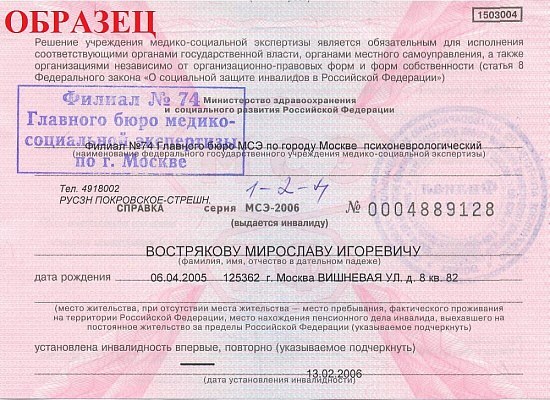 ОБРАЗЕЦ
1503004
Решение учреждения медико-социальной экспертизы является обязательным для исполнения
соответствующими органами государственной власти, органами местного самоуправления, а также
организациями независимо от организационно-правовых форм и форм собственности (статья 8
Федерального закона «О социальной защите инвалидов в Российской Федерации»)
Филиал № 74
Главного бюро медико-
социальной экспертизы
по г. Москве
Министерство здравоохранения
и социального развития Российской Федерации
Филиал №74 Главного бюро МСЭ по городу Москве психоневрологический
(наименование федерального государственного учреждения медико-социальной экспертизы)
Тел. 4918002
РУСЗН ПОКРОВСКОЕ-СТРЕШН.
1-2-4
СПРАВКА серия МСЭ-2006 № 0004889128
(выдается инвалиду)
ВОСТРЯКОВУ МИРОСЛАВУ ИГОРЕВИЧУ
(фамилия, имя, отчество в дательном падеже)
дата рождения 06.04.2005 125362 г. Москва ВИШНЕВАЯ УЛ. д. 8 кв. 82
(место жительства, при отсутствии места жительства — место пребывания, фактического проживания
на территории Российской Федерации, место нахождения пенсионного дела инвалида, выехавшего на
постоянное жительство за пределы Российской Федерации) (указываемое подчеркнуть)
установлена инвалидность впервые, повторно (указываемое подчеркнуть)
13.02.2006
(дата установления инвалидности)